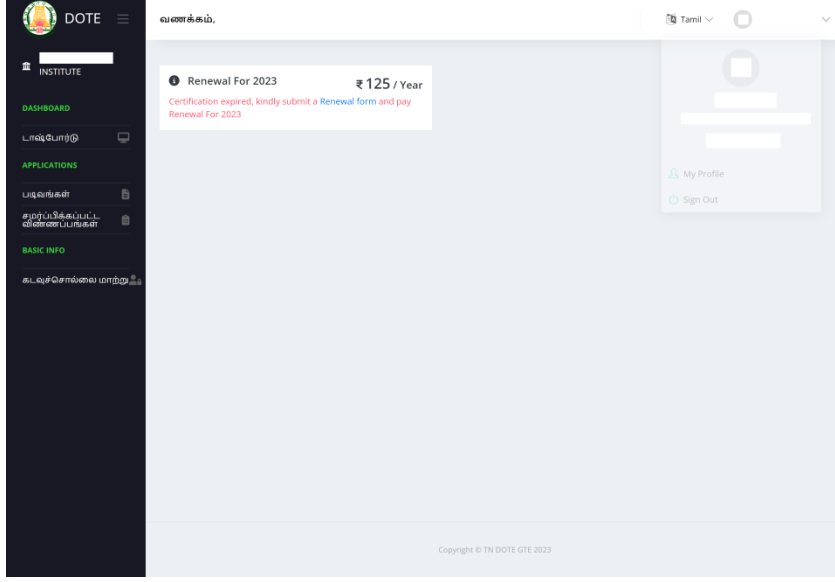 DOTE
வணக்கம்,
Tamil
INSTITUTE
Renewal For 2023
₹ 125 / Year
Certification expired, kindly submit a Renewal form and pay
Renewal For 2023
DASHBOARD
டாஷ்போர்டு
APPLICATIONS
படிவங்கள்
சமர்ப்பிக்கப்பட்ட
விண்ணப்பங்கள்
BASIC INFO
கடவுச்சொல்லை மாற்று
My Profile
Sign Out
Copyright © TN DOTE GTE 2023